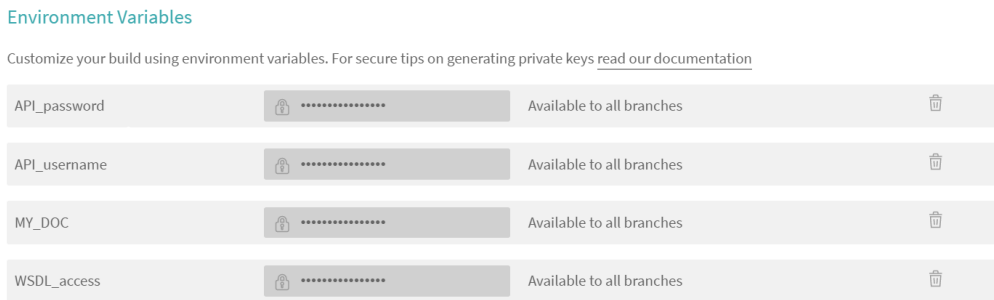 Environment Variables
Customize your build using environment variables. For secure tips on generating private keys read our documentation
API_password •••••••••••••••• Available to all branches
API_username •••••••••••••••• Available to all branches
MY_DOC •••••••••••••••• Available to all branches
WSDL_access •••••••••••••••• Available to all branches